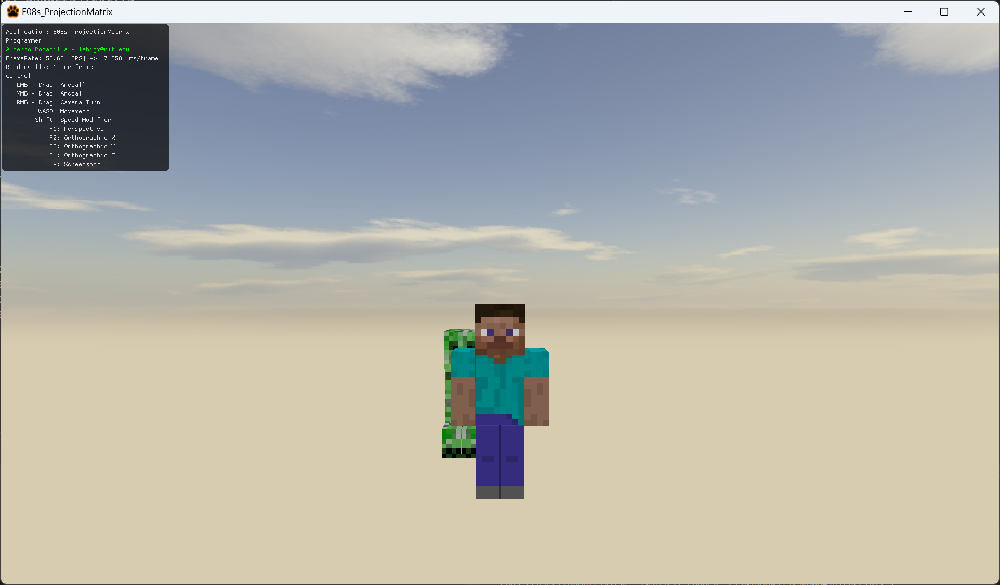 E08s_ProjectionMatrix
Application: E08s_ProjectionMatrix
Programmer:
Alberto Bobadilla - labigm@rit.edu
FrameRate: 58.62 [FPS] -> 17.058 [ms/frame]
RenderCalls: 1 per frame
Control:
LMB + Drag: Arcball
MMB + Drag: Arcball
RMB + Drag: Camera Turn
WASD: Movement
Shift: Speed Modifier
F1: Perspective
F2: Orthographic X
F3: Orthographic Y
F4: Orthographic Z
P: Screenshot